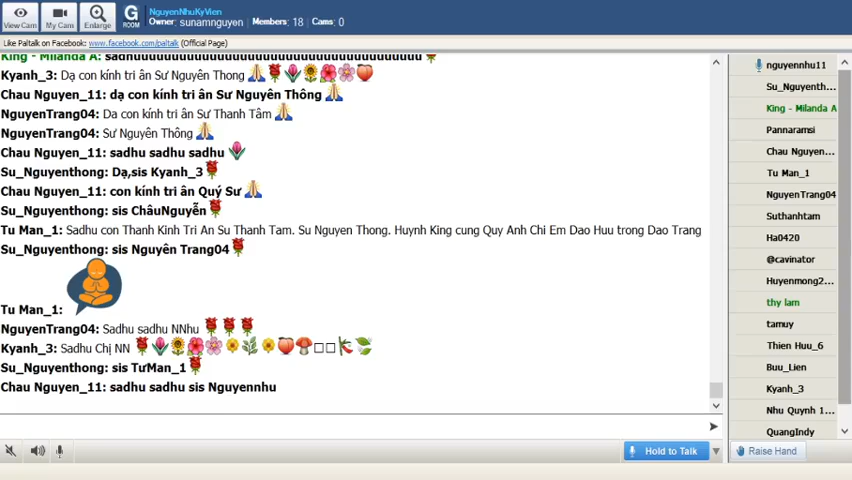 NguyenNhuKyVien
Owner: sunamnguyen Members: 18 Cams: 0
View Cam My Cam Enlarge G ROOM
Like Paltalk on Facebook: www.facebook.com/paltalk (Official Page)
King - Milanda A: sadhuuuuuuuuuuuuuuuuuuuuuuuuuuuuuuuuuuuu
Kyanh_3: Dạ con kính tri ân Sư Nguyên Thong 🙏🌹🌷🌻🌺🌸🍑
Chau Nguyen_11: dạ con kính tri ân Sư Nguyên Thông 🙏
NguyenTrang04: Da con kính tri ân Sư Thanh Tâm 🙏
NguyenTrang04: Sư Nguyên Thông 🙏
Chau Nguyen_11: sadhu sadhu sadhu 🌷
Su_Nguyenthong: Dạ,sis Kyanh_3🌹
Chau Nguyen_11: con kính tri ân Quý Sư 🙏
Su_Nguyenthong: sis ChâuNguyễn🌹
Tu Man_1: Sadhu con Thanh Kinh Tri An Su Thanh Tam. Su Nguyen Thong. Huynh King cung Quy Anh Chi Em Dao Huu trong Dao Trang
Su_Nguyenthong: sis Nguyên Trang04🌹
Tu Man_1:
NguyenTrang04: Sadhu sadhu NNhu 🌹🌹🌹
Kyanh_3: Sadhu Chị NN 🌹🌷🌻🌺🌸🌼🌿🌼🍑🍄□□🎋🍃
Su_Nguyenthong: sis TưMan_1🌹
Chau Nguyen_11: sadhu sadhu sis Nguyennhu
Hold to Talk
nguyennhu11
Su_Nguyenth...
King - Milanda A
Pannaramsi
Chau Nguyen...
Tu Man_1
NguyenTrang04
Suthanhtam
Ha0420
@cavinator
Huyenmong2...
thy lam
tamuy
Thien Huu_6
Buu_Lien
Kyanh_3
Nhu Quynh 1...
QuangIndy
Raise Hand